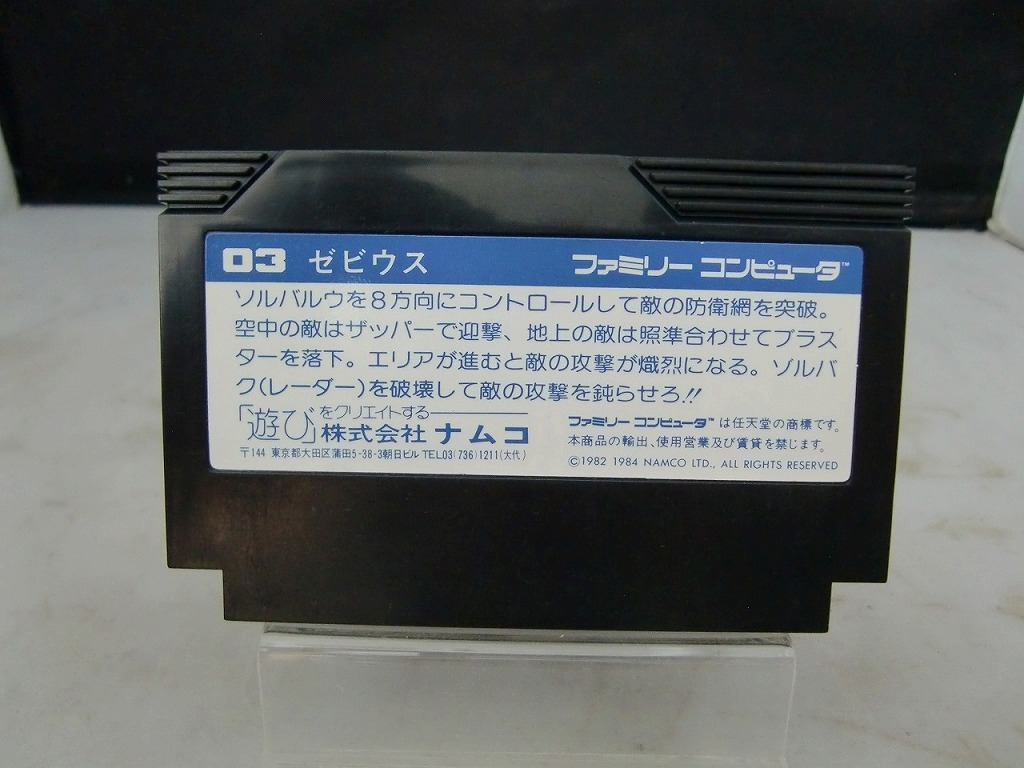 03 ゼビウス ファミリー コンピュータ™
ソルバルウを8方向にコントロールして敵の防衛網を突破。
空中の敵はザッパーで迎撃、地上の敵は照準合わせてブラス
ターを落下。エリアが進むと敵の攻撃が熾烈になる。ゾルバ
ク(レーダー)を破壊して敵の攻撃を鈍らせろ!!
「遊び」をクリエイトする
株式会社 ナムコ
〒144 東京都大田区蒲田5-38-3朝日ビル TEL03(736)1211(大代)
ファミリー コンピュータ™ は任天堂の商標です。
本商品の輸出、使用営業及び賃貸を禁じます。
©1982 1984 NAMCO LTD., ALL RIGHTS RESERVED